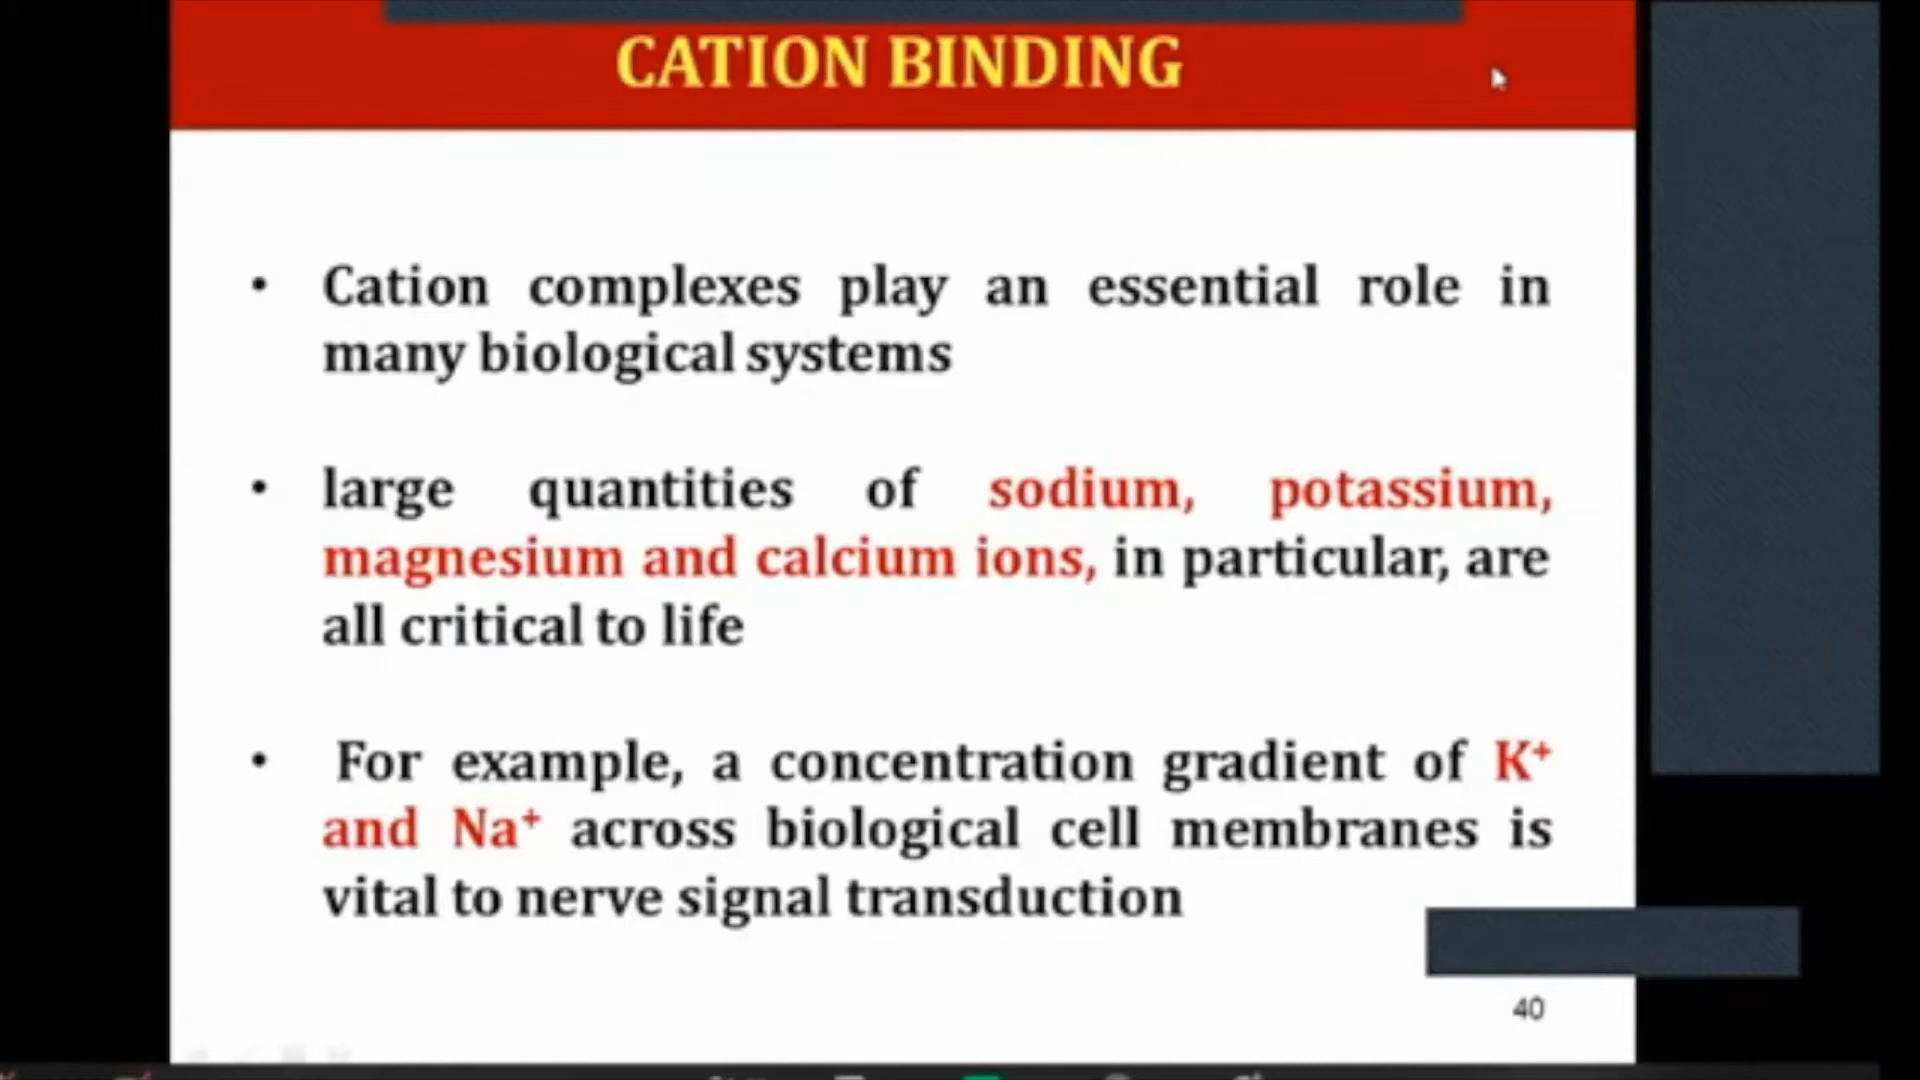 CATION BINDING
• Cation complexes play an essential role in
many biological systems
• large quantities of sodium, potassium,
magnesium and calcium ions, in particular, are
all critical to life
• For example, a concentration gradient of K⁺
and Na⁺ across biological cell membranes is
vital to nerve signal transduction
40